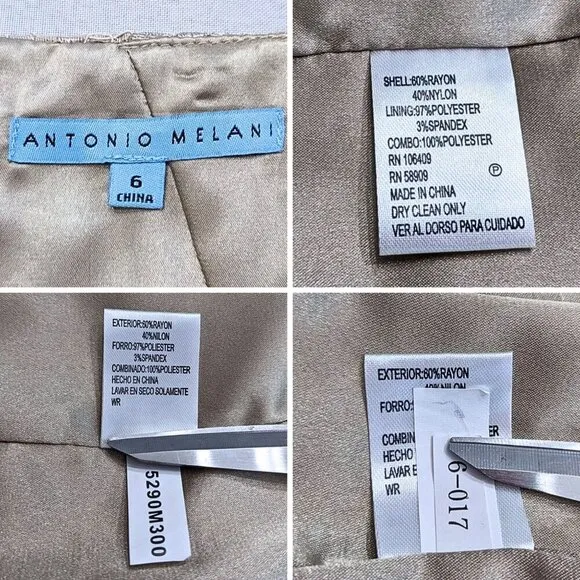 ANTONIO MELANI
6
CHINA
SHELL:60%RAYON
40%NYLON
LINING:97%POLYESTER
3%SPANDEX
COMBO:100%POLYESTER
RN 106409
RN 58909
P
MADE IN CHINA
DRY CLEAN ONLY
VER AL DORSO PARA CUIDADO
EXTERIOR:60%RAYON
40%NILON
FORRO:97%POLIESTER
3%SPANDEX
COMBINADO:100%POLIESTER
HECHO EN CHINA
LAVAR EN SECO SOLAMENTE
WR
5290M300
EXTERIOR:60%RAYON
40%NILON
FORRO:
HECHO
LAVAR
WR
6-017